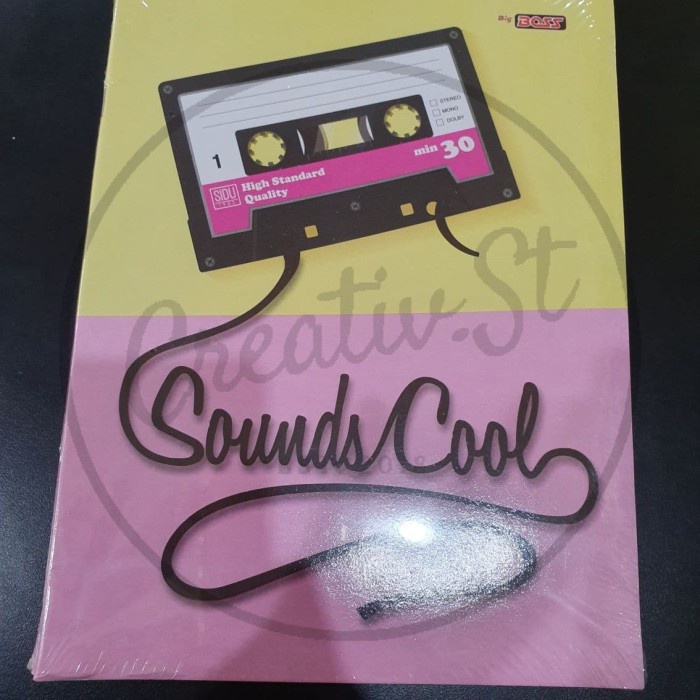 Big BOSS
STEREO
MONO
DOLBY
1
min 30
SIDU
High Standard
Quality
Creativ.St
Sounds Cool